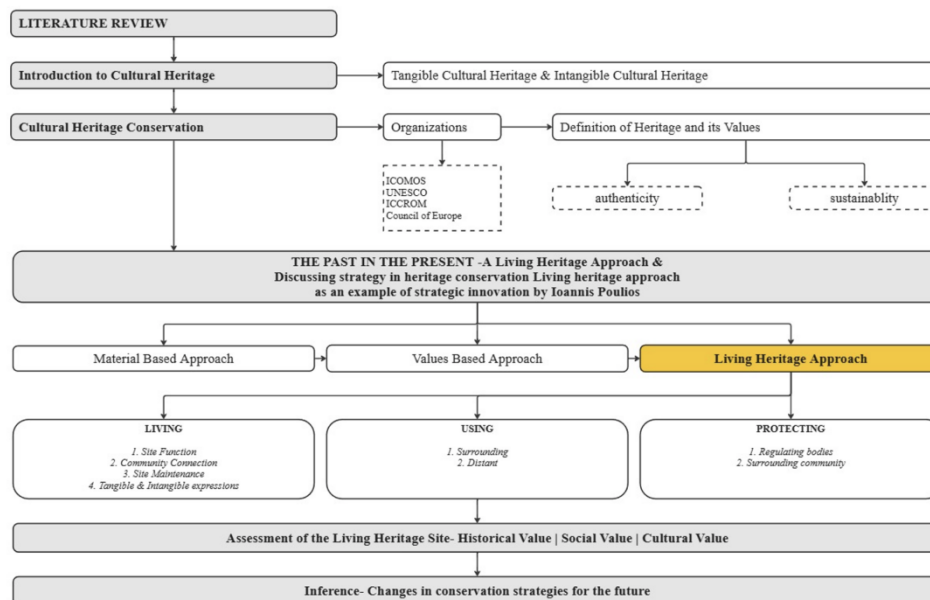 LITERATURE REVIEW
Introduction to Cultural Heritage
Tangible Cultural Heritage & Intangible Cultural Heritage
Cultural Heritage Conservation
Organizations
Definition of Heritage and its Values
ICOMOS
UNESCO
ICCROM
Council of Europe
authenticity
sustainablity
THE PAST IN THE PRESENT -A Living Heritage Approach &
Discussing strategy in heritage conservation Living heritage approach
as an example of strategic innovation by Ioannis Poulios
Material Based Approach
Values Based Approach
Living Heritage Approach
LIVING
1. Site Function
2. Community Connection
3. Site Maintenance
4. Tangible & Intangible expressions
USING
1. Surrounding
2. Distant
PROTECTING
1. Regulating bodies
2. Surrounding community
Assessment of the Living Heritage Site- Historical Value | Social Value | Cultural Value
Inference- Changes in conservation strategies for the future